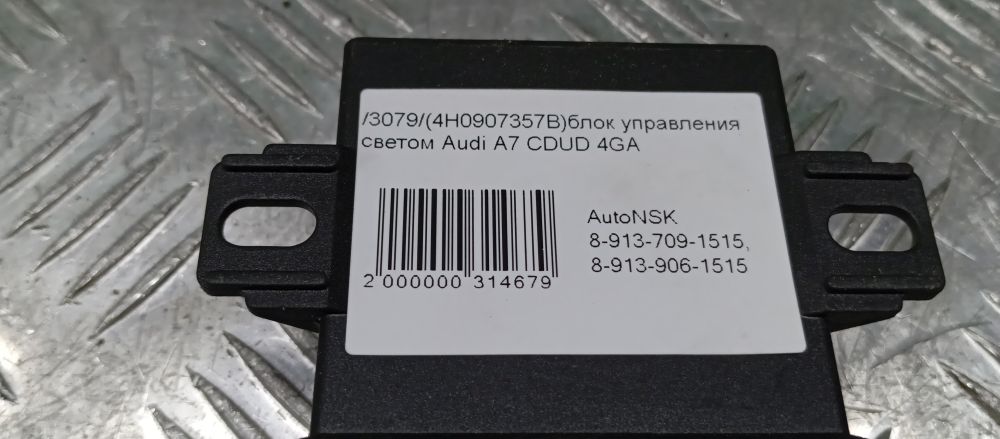 /3079/(4H0907357B)блок управления
светом Audi A7 CDUD 4GA
AutoNSK
8-913-709-1515,
8-913-906-1515
2 000000 314679